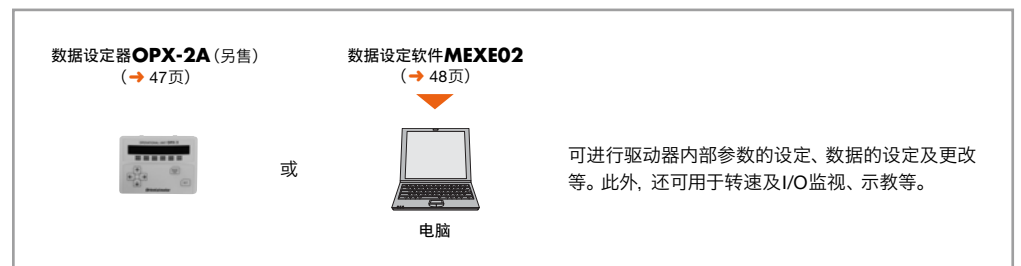 数据设定器OPX-2A（另售）
（➜ 47页）
数据设定软件MEXE02
（➜ 48页）
或
电脑
可进行驱动器内部参数的设定、数据的设定及更改
等。此外，还可用于转速及I/O监视、示教等。